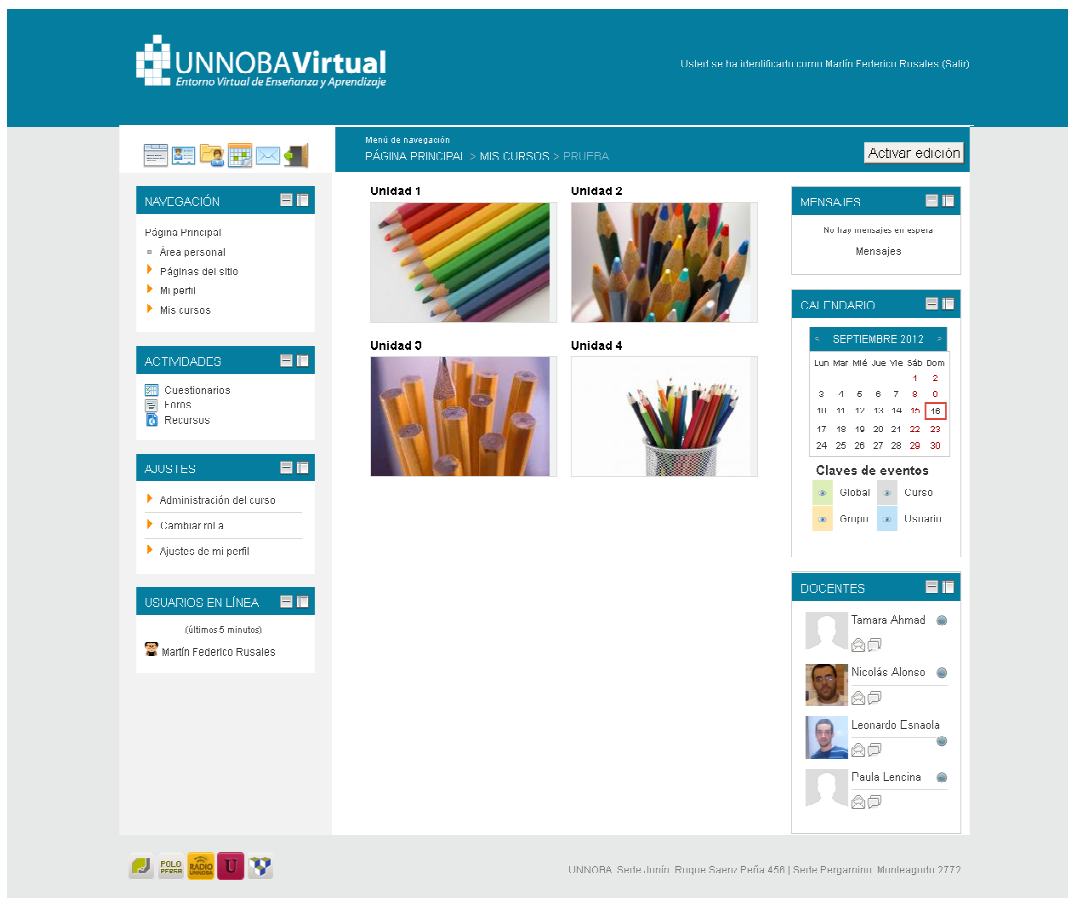 UNNOBAVirtual
Entorno Virtual de Enseñanza y Aprendizaje
Usted se ha identificado como Martín Federico Rusales (Salir)
Menú de navegación
PÁGINA PRINCIPAL > MIS CURSOS > PRUEBA
Activar edición
NAVEGACIÓN
Página Principal
Área personal
Páginas del sitio
Mi perfil
Mis cursos
ACTIVIDADES
Cuestionarios
Foros
Recursos
AJUSTES
Administración del curso
Cambiar rol a
Ajustes de mi perfil
USUARIOS EN LÍNEA
(últimos 5 minutos)
Martín Federico Rusales
Unidad 1
Unidad 2
Unidad 3
Unidad 4
MENSAJES
No hay mensajes en espera
Mensajes
CALENDARIO
< SEPTIEMBRE 2012 >
Lun Mar Mié Jue Vie Sáb Dom
1 2
3 4 5 6 7 8 9
10 11 12 13 14 15 16
17 18 19 20 21 22 23
24 25 26 27 28 29 30
Claves de eventos
Global Curso
Grupo Usuario
DOCENTES
Tamara Ahmad
Nicolás Alonso
Leonardo Esnaola
Paula Lencina
POLO
RADIO
UNNOBA
U
UNNOBA Sede Junín: Roque Saenz Peña 456 | Sede Pergamino: Monteagudo 2772